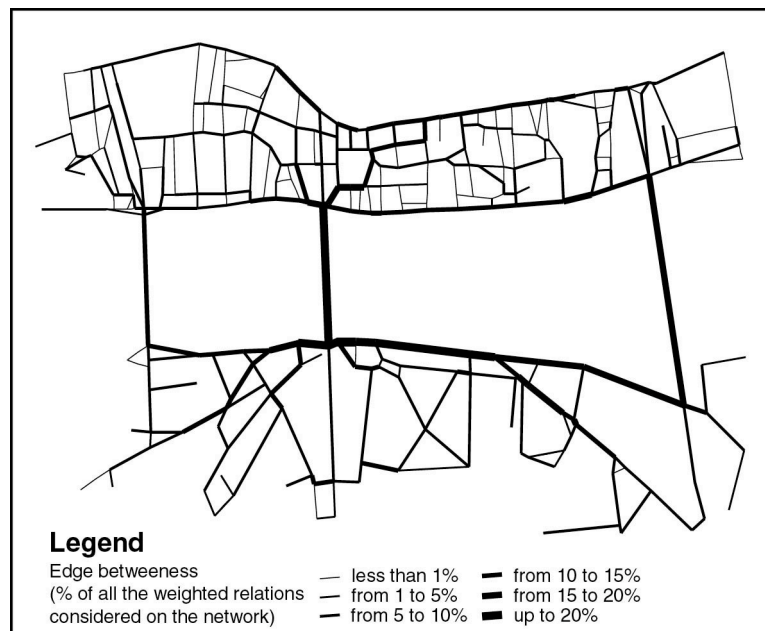 Legend
Edge betweeness
(% of all the weighted relations
considered on the network)
less than 1%
from 1 to 5%
from 5 to 10%
from 10 to 15%
from 15 to 20%
up to 20%